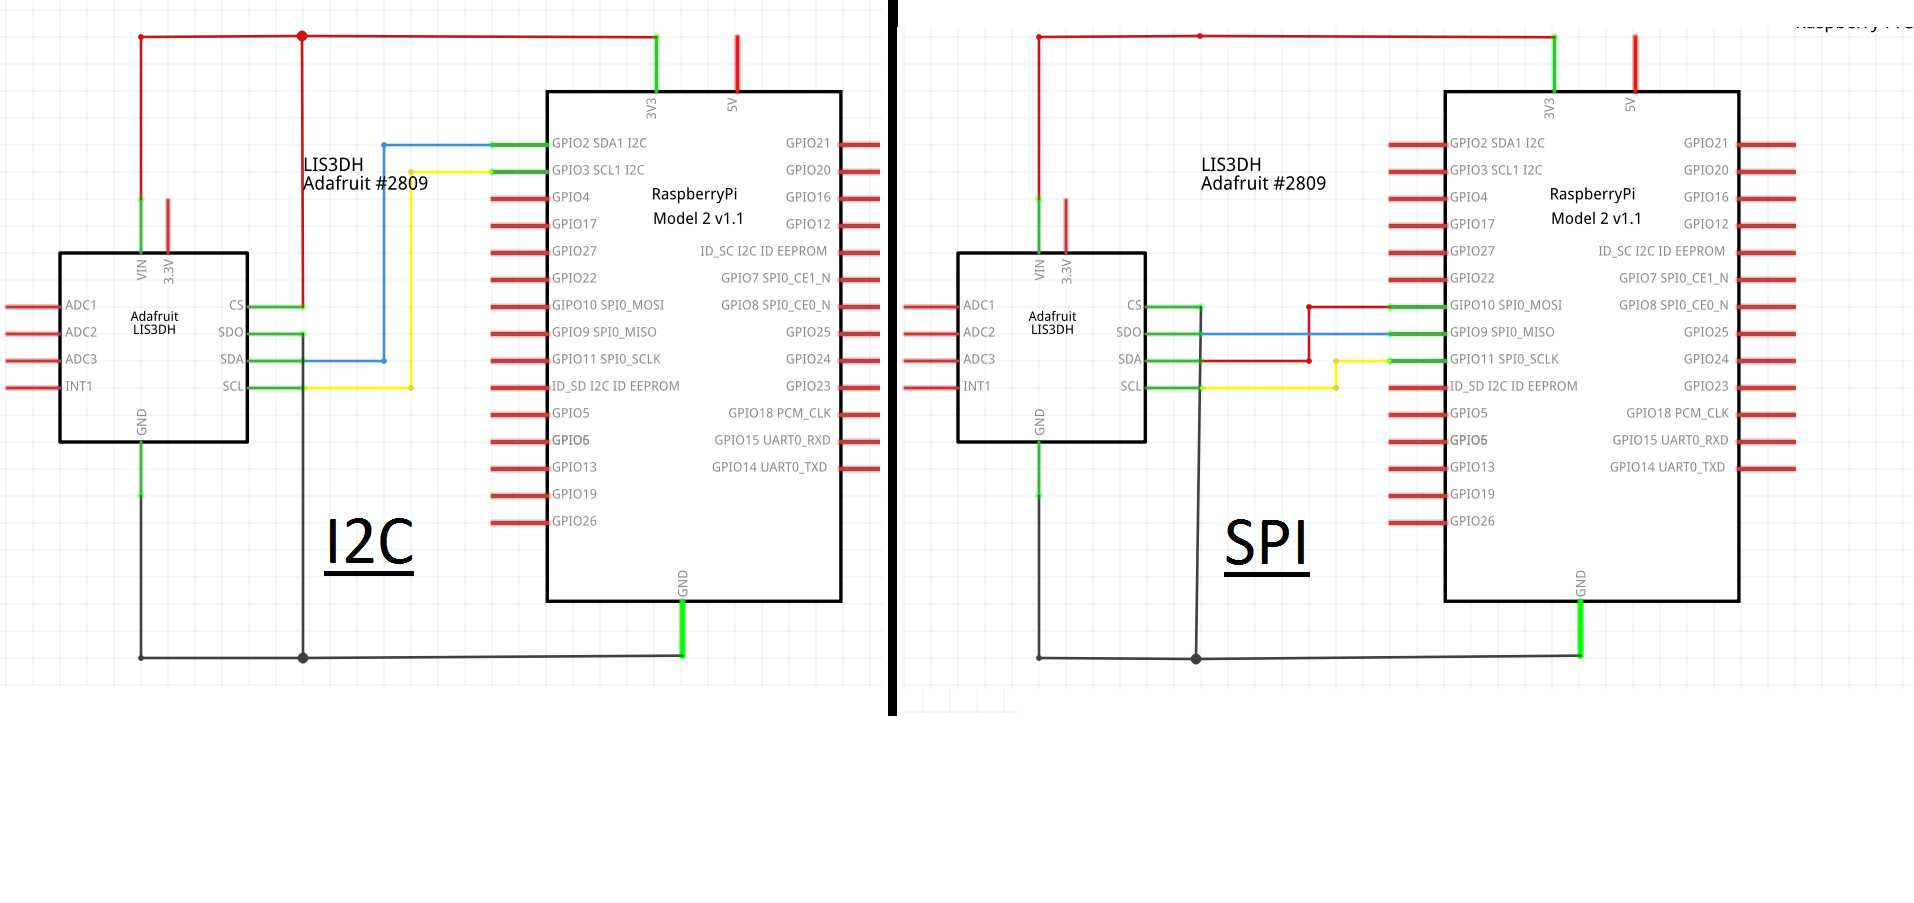 3V3
5V
GPIO2 SDA1 I2C
GPIO21
LIS3DH
Adafruit #2809
GPIO3 SCL1 I2C
GPIO20
GPIO4
RaspberryPi
Model 2 v1.1
GPIO16
GPIO17
GPIO12
GPIO27
ID_SC I2C ID EEPROM
VIN
3.3V
GPIO22
GPIO7 SPI0_CE1_N
ADC1
CS
GIPO10 SPI0_MOSI
GPIO8 SPI0_CE0_N
Adafruit
LIS3DH
ADC2
SDO
GPIO9 SPI0_MISO
GPIO25
ADC3
SDA
GPIO11 SPI0_SCLK
GPIO24
INT1
SCL
ID_SD I2C ID EEPROM
GPIO23
GND
GPIO5
GPIO18 PCM_CLK
GPIO6
GPIO15 UART0_RXD
GPIO13
GPIO14 UART0_TXD
GPIO19
GPIO26
I2C
GND
3V3
5V
GPIO2 SDA1 I2C
GPIO21
LIS3DH
Adafruit #2809
GPIO3 SCL1 I2C
GPIO20
GPIO4
RaspberryPi
Model 2 v1.1
GPIO16
GPIO17
GPIO12
GPIO27
ID_SC I2C ID EEPROM
VIN
3.3V
GPIO22
GPIO7 SPI0_CE1_N
ADC1
CS
GIPO10 SPI0_MOSI
GPIO8 SPI0_CE0_N
Adafruit
LIS3DH
ADC2
SDO
GPIO9 SPI0_MISO
GPIO25
ADC3
SDA
GPIO11 SPI0_SCLK
GPIO24
INT1
SCL
ID_SD I2C ID EEPROM
GPIO23
GND
GPIO5
GPIO18 PCM_CLK
GPIO6
GPIO15 UART0_RXD
GPIO13
GPIO14 UART0_TXD
GPIO19
GPIO26
SPI
GND